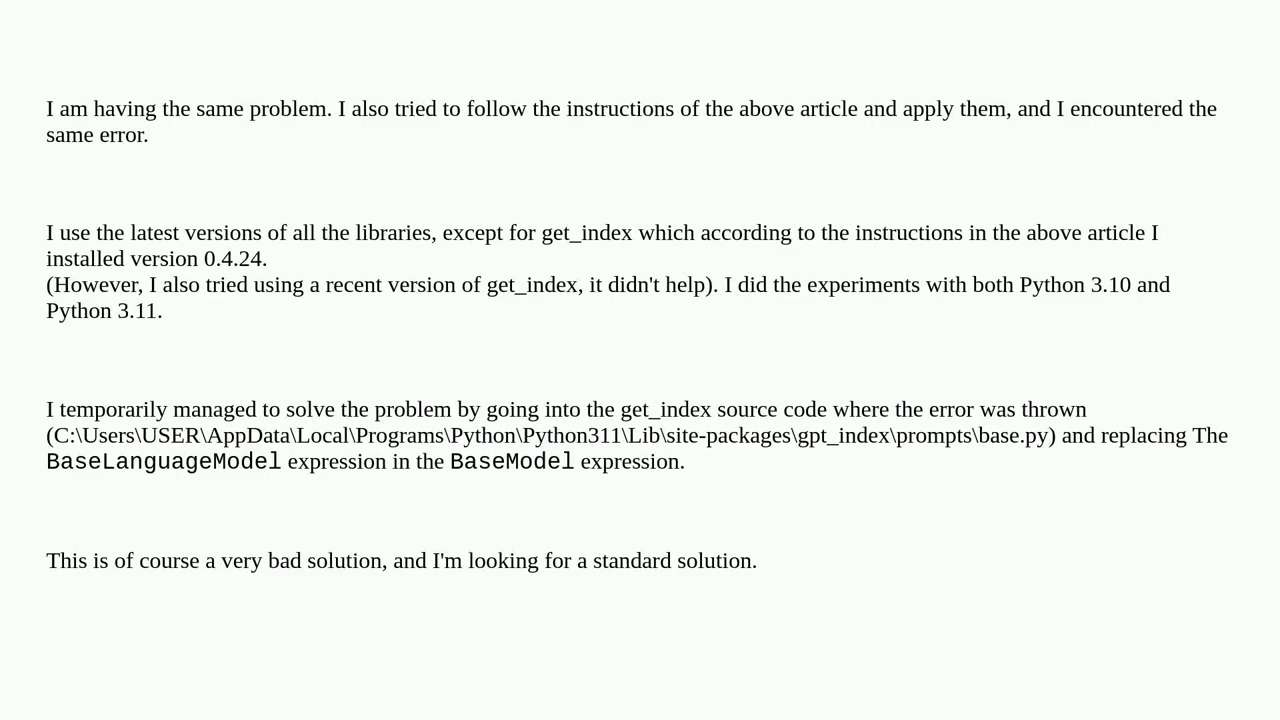 I am having the same problem. I also tried to follow the instructions of the above article and apply them, and I encountered the
same error.
I use the latest versions of all the libraries, except for get_index which according to the instructions in the above article I
installed version 0.4.24.
(However, I also tried using a recent version of get_index, it didn't help). I did the experiments with both Python 3.10 and
Python 3.11.
I temporarily managed to solve the problem by going into the get_index source code where the error was thrown
(C:\Users\USER\AppData\Local\Programs\Python\Python311\Lib\site-packages\gpt_index\prompts\base.py) and replacing The
BaseLanguageModel expression in the BaseModel expression.
This is of course a very bad solution, and I'm looking for a standard solution.